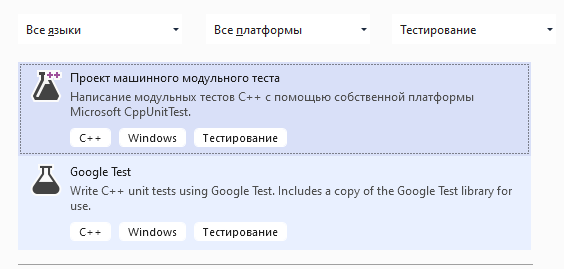 Все языки Все платформы Тестирование
Проект машинного модульного теста
Написание модульных тестов C++ с помощью собственной платформы
Microsoft CppUnitTest.
C++ Windows Тестирование
Google Test
Write C++ unit tests using Google Test. Includes a copy of the Google Test library for
use.
C++ Windows Тестирование